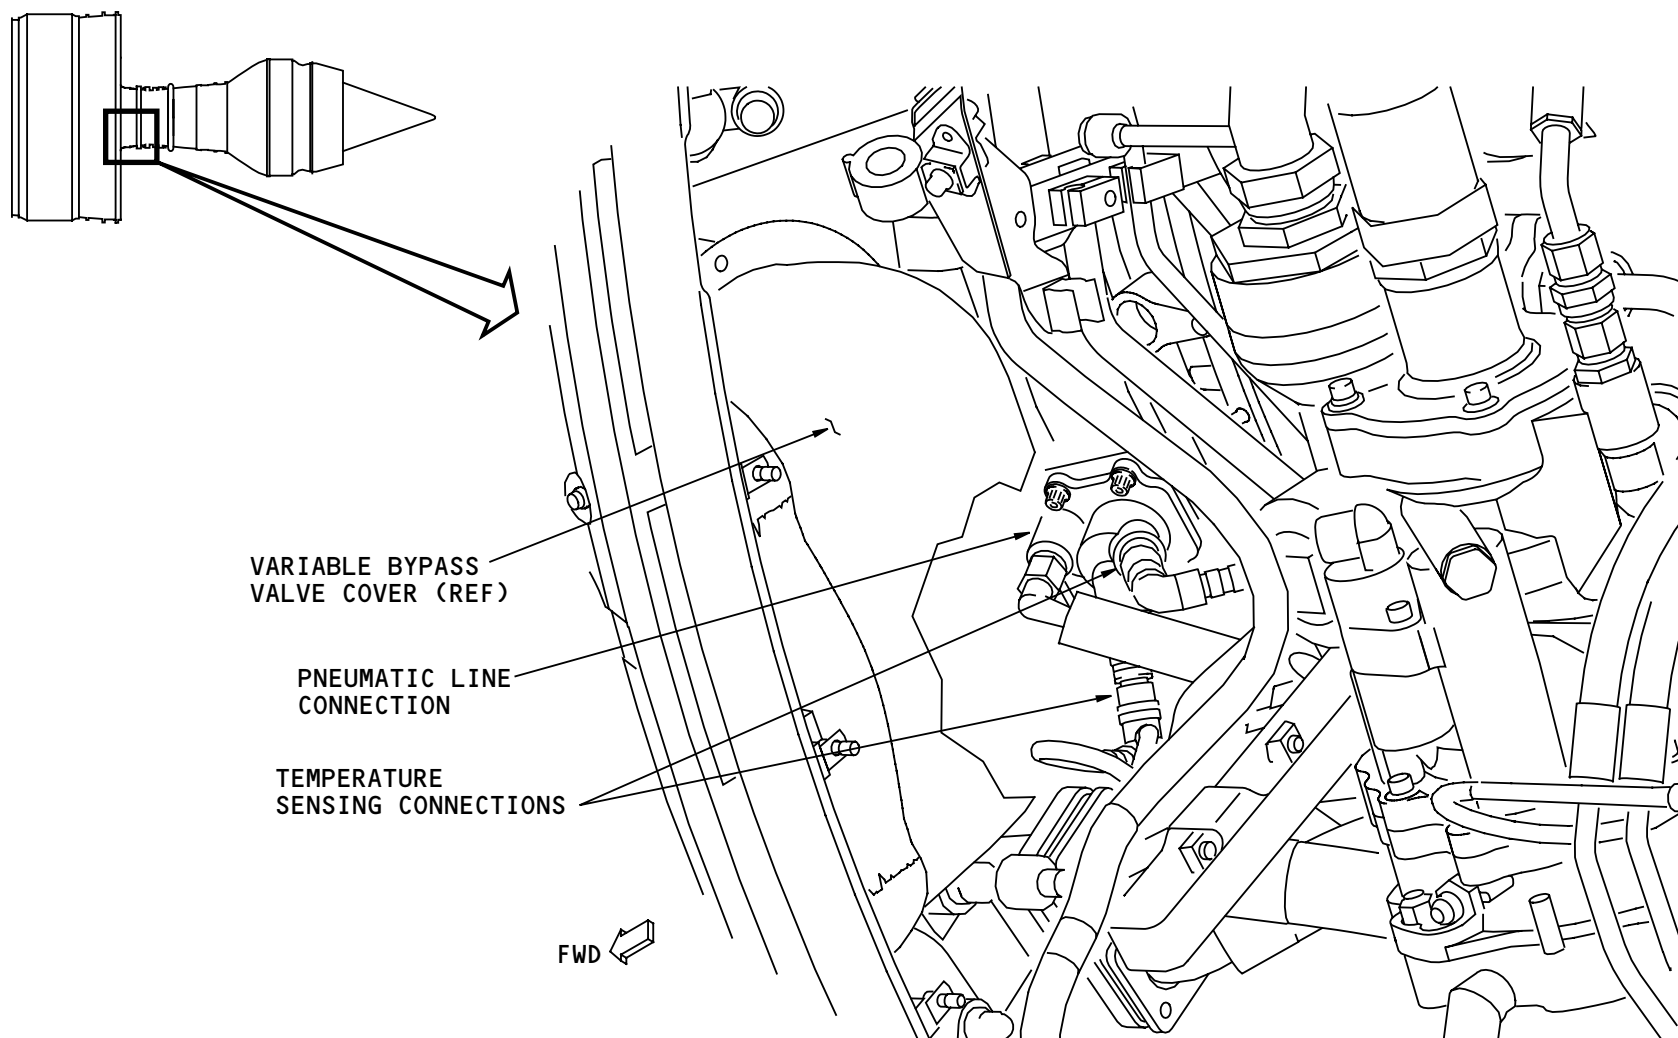 VARIABLE BYPASS
VALVE COVER (REF)
PNEUMATIC LINE
CONNECTION
TEMPERATURE
SENSING CONNECTIONS
FWD